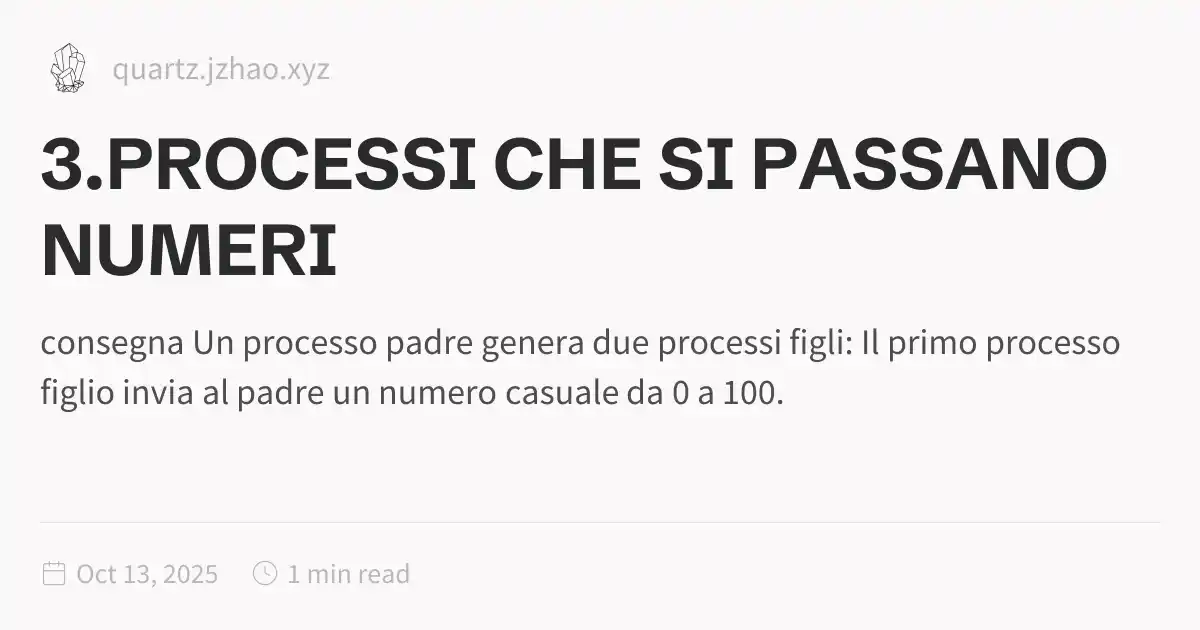 quartz.jzhao.xyz
3.PROCESSI CHE SI PASSANO
NUMERI
consegna Un processo padre genera due processi figli: Il primo processo
figlio invia al padre un numero casuale da 0 a 100.
Oct 13, 2025 1 min read